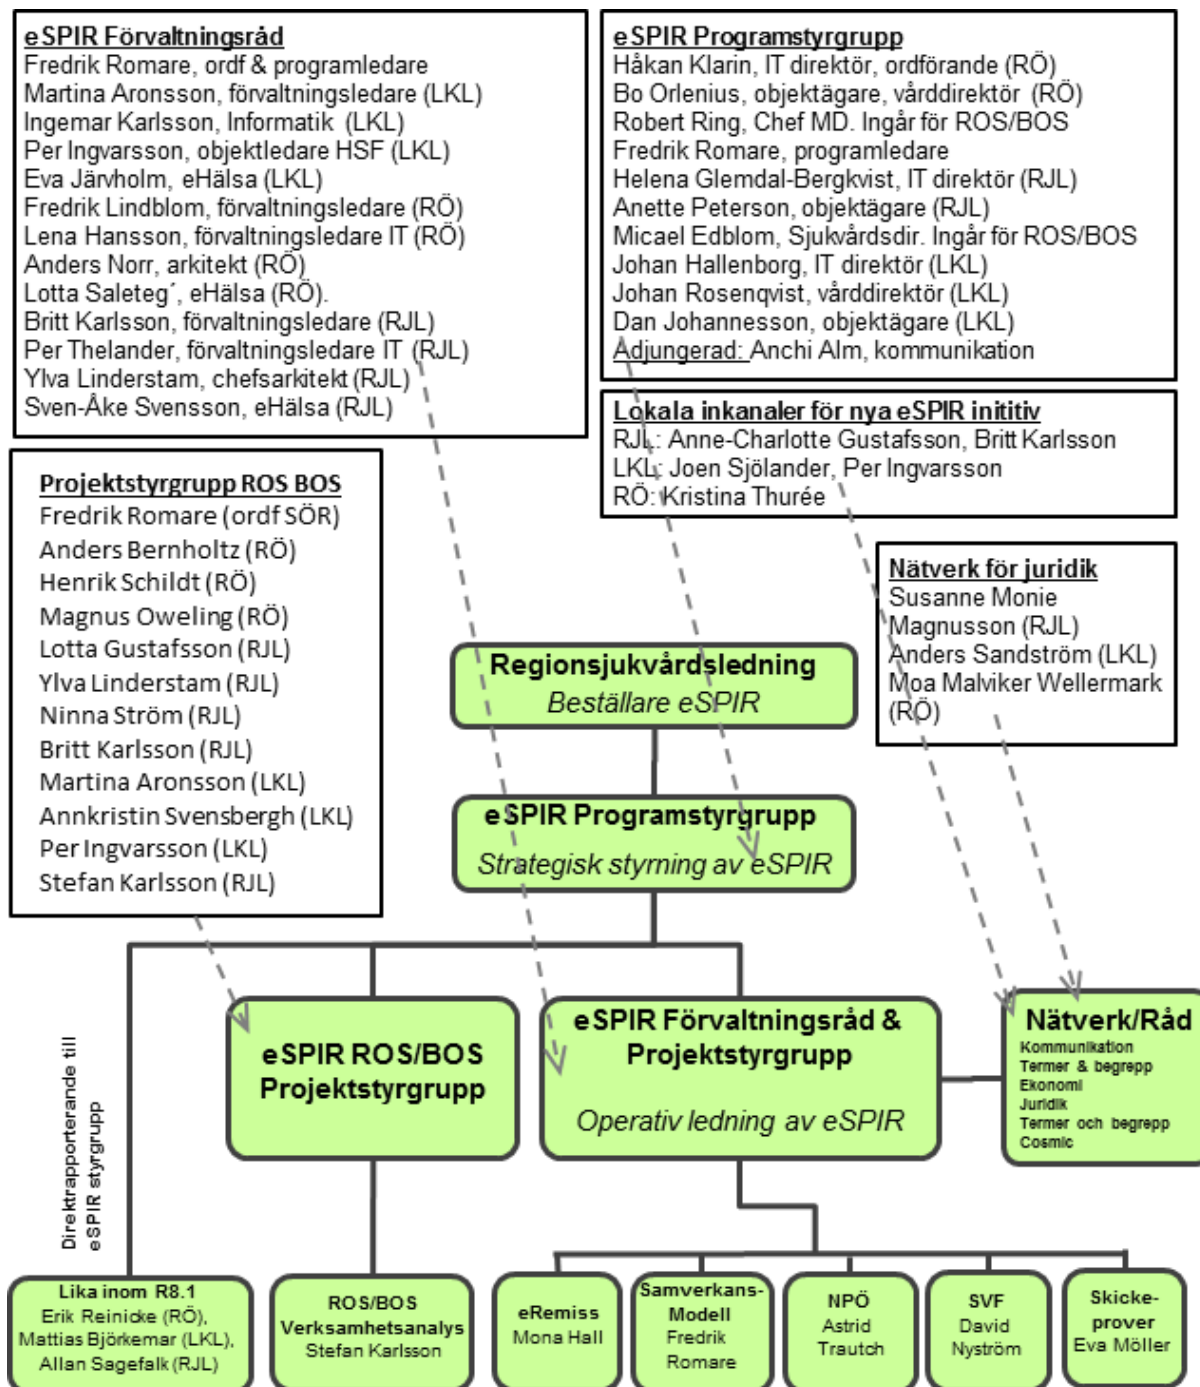 eSPIR Förvaltningsråd
Fredrik Romare, ordf & programledare
Martina Aronsson, förvaltningsledare (LKL)
Ingemar Karlsson, Informatik (LKL)
Per Ingvarsson, objektledare HSF (LKL)
Eva Järvholm, eHälsa (LKL)
Fredrik Lindblom, förvaltningsledare (RÖ)
Lena Hansson, förvaltningsledare IT (RÖ)
Anders Norr, arkitekt (RÖ)
Lotta Saleteg´, eHälsa (RÖ).
Britt Karlsson, förvaltningsledare (RJL)
Per Thelander, förvaltningsledare IT (RJL)
Ylva Linderstam, chefsarkitekt (RJL)
Sven-Åke Svensson, eHälsa (RJL)
eSPIR Programstyrgrupp
Håkan Klarin, IT direktör, ordförande (RÖ)
Bo Orlenius, objektägare, vårddirektör (RÖ)
Robert Ring, Chef MD. Ingår för ROS/BOS
Fredrik Romare, programledare
Helena Glemdal-Bergkvist, IT direktör (RJL)
Anette Peterson, objektägare (RJL)
Micael Edblom, Sjukvårdsdir. Ingår för ROS/BOS
Johan Hallenborg, IT direktör (LKL)
Johan Rosenqvist, vårddirektör (LKL)
Dan Johannesson, objektägare (LKL)
Adjungerad: Anchi Alm, kommunikation
Lokala inkanaler för nya eSPIR inititiv
RJL: Anne-Charlotte Gustafsson, Britt Karlsson
LKL: Joen Sjölander, Per Ingvarsson
RÖ: Kristina Thurée
Projektstyrgrupp ROS BOS
Fredrik Romare (ordf SÖR)
Anders Bernholtz (RÖ)
Henrik Schildt (RÖ)
Magnus Oweling (RÖ)
Lotta Gustafsson (RJL)
Ylva Linderstam (RJL)
Ninna Ström (RJL)
Britt Karlsson (RJL)
Martina Aronsson (LKL)
Annkristin Svensbergh (LKL)
Per Ingvarsson (LKL)
Stefan Karlsson (RJL)
Nätverk för juridik
Susanne Monie
Magnusson (RJL)
Anders Sandström (LKL)
Moa Malviker Wellermark
(RÖ)
Regionsjukvårdsledning
Beställare eSPIR
eSPIR Programstyrgrupp
Strategisk styrning av eSPIR
eSPIR ROS/BOS
Projektstyrgrupp
eSPIR Förvaltningsråd &
Projektstyrgrupp
Operativ ledning av eSPIR
Nätverk/Råd
Kommunikation
Termer & begrepp
Ekonomi
Juridik
Termer och begrepp
Cosmic
Direktrapporterande till
eSPIR styrgrupp
Lika inom R8.1
Erik Reinicke (RÖ),
Mattias Björkemar (LKL),
Allan Sagefalk (RJL)
ROS/BOS
Verksamhetsanalys
Stefan Karlsson
eRemiss
Mona Hall
Samverkans-
Modell
Fredrik
Romare
NPÖ
Astrid
Trautch
SVF
David
Nyström
Skicke-
prover
Eva Möller